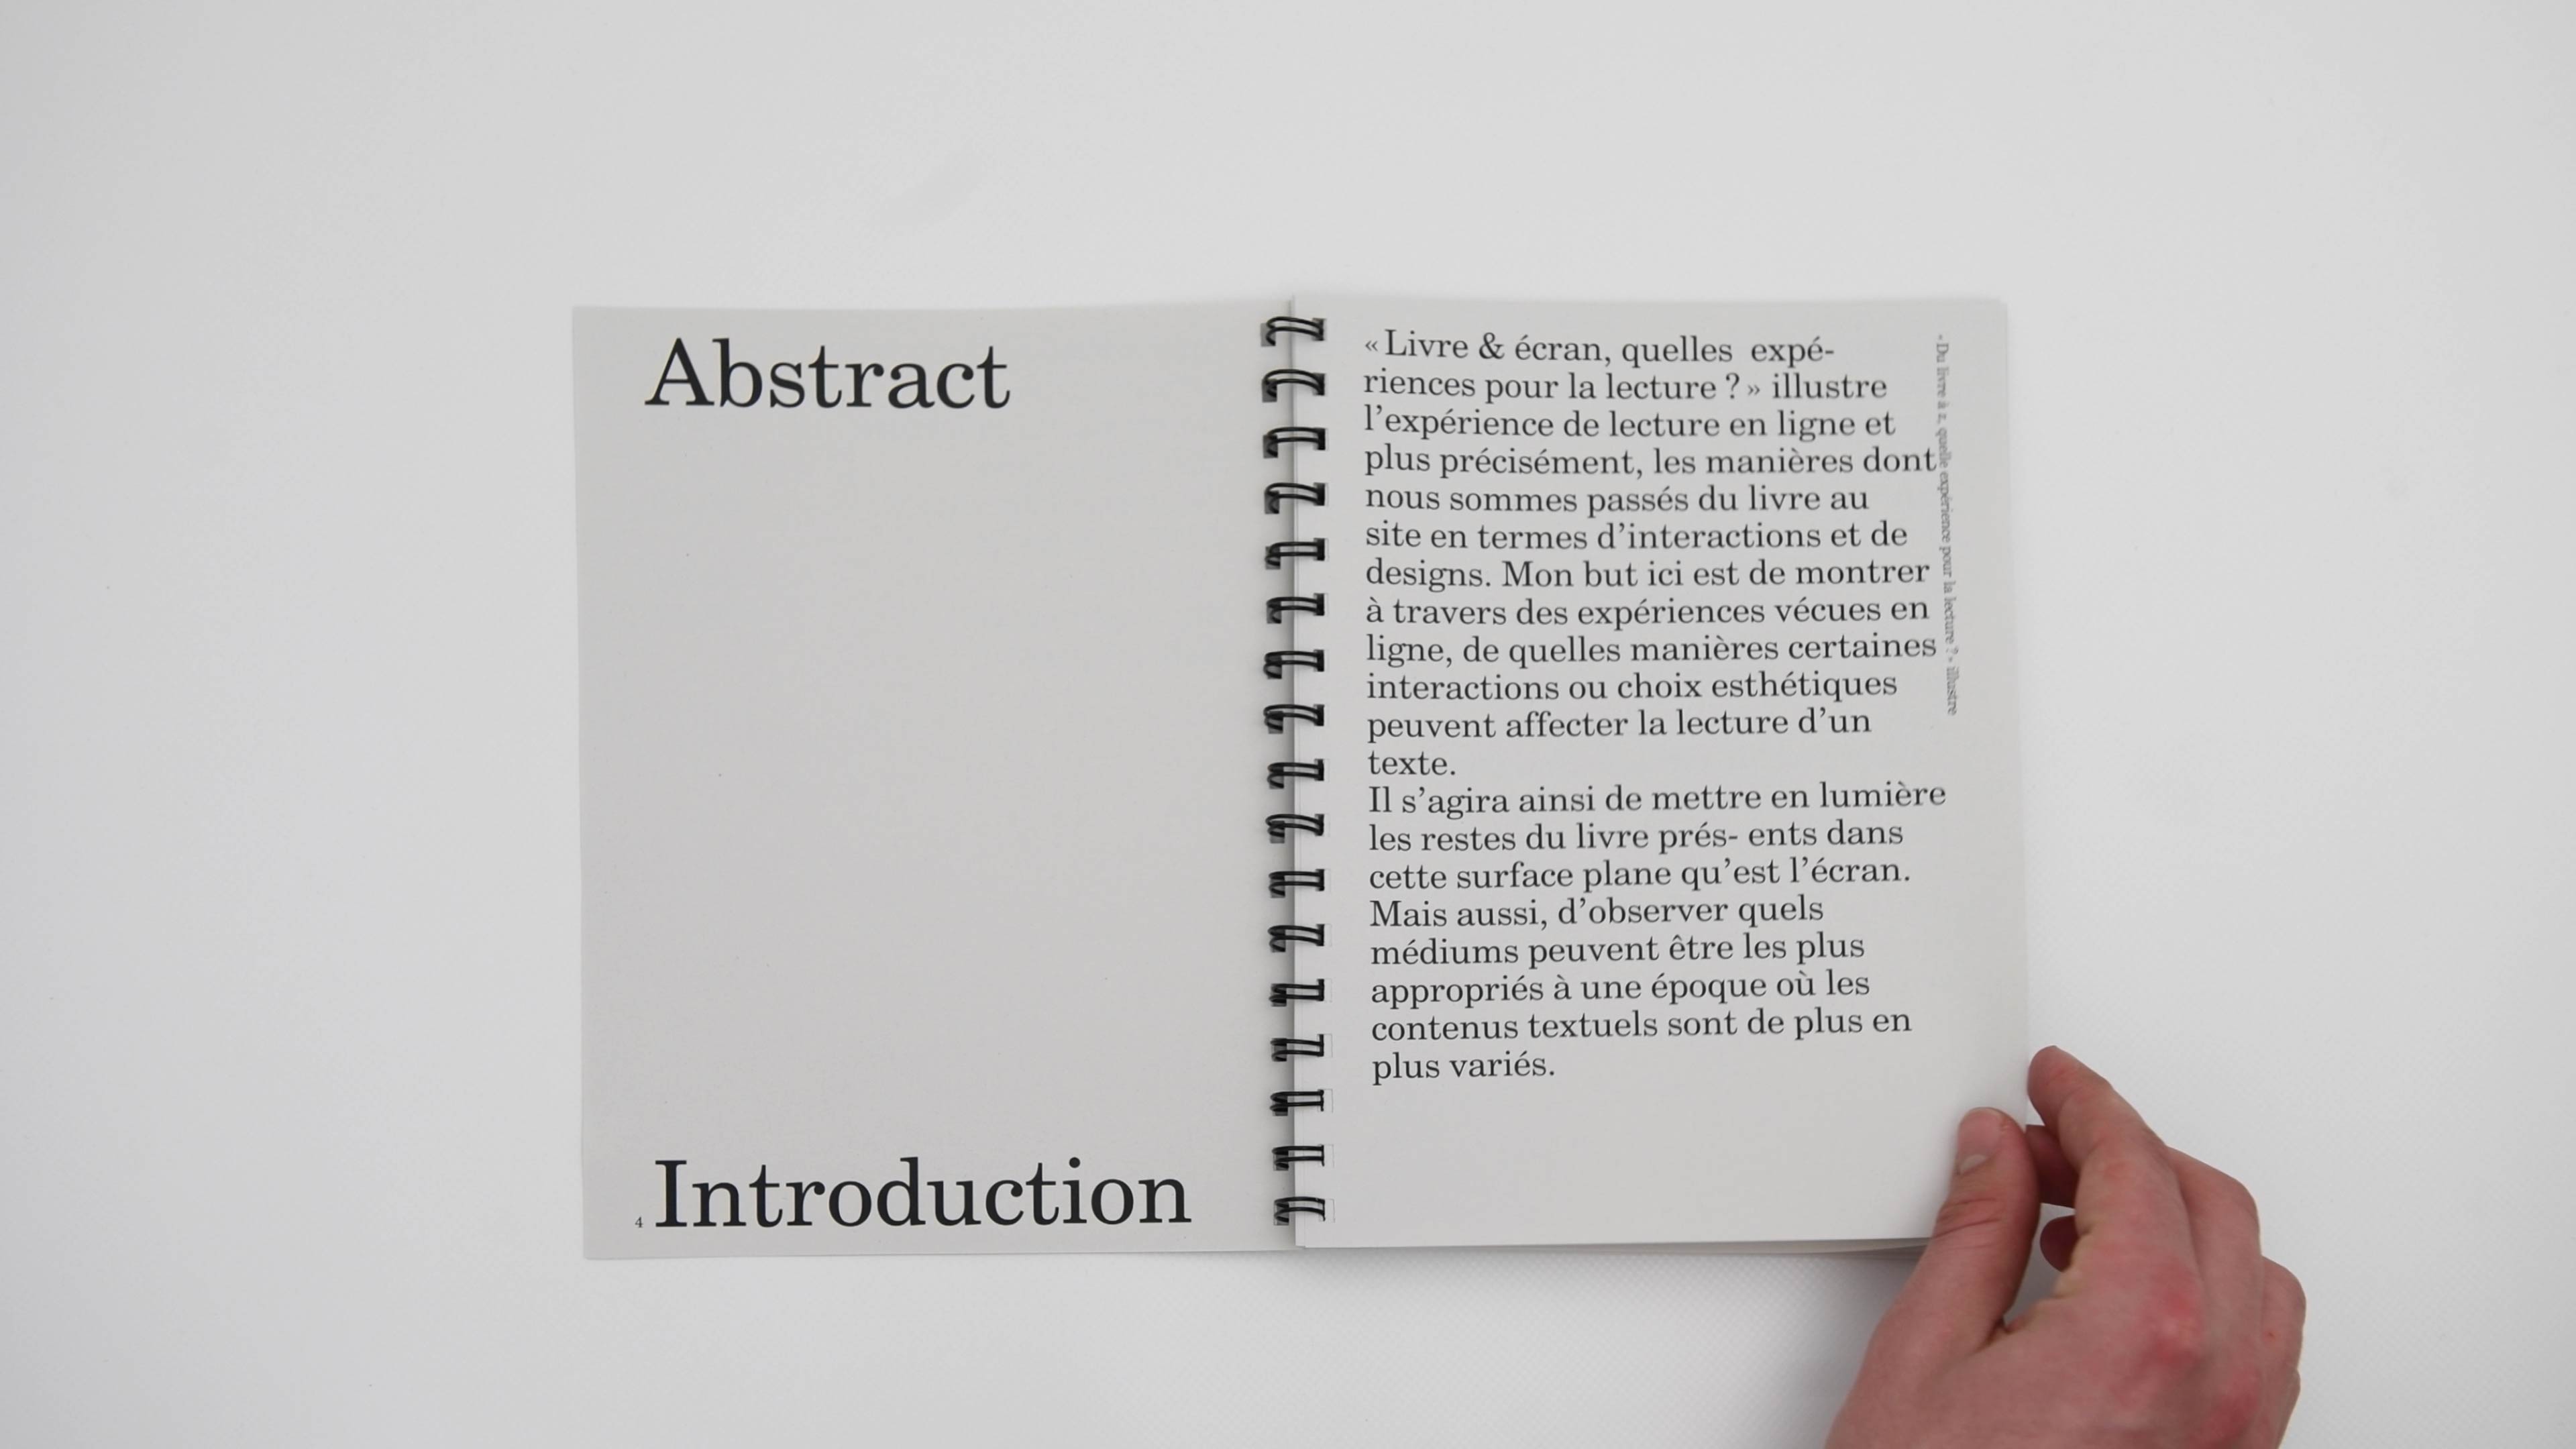 Abstract
4 Introduction
« Livre & écran, quelles expé-
riences pour la lecture ? » illustre
l’expérience de lecture en ligne et
plus précisément, les manières dont
nous sommes passés du livre au
site en termes d’interactions et de
designs. Mon but ici est de montrer
à travers des expériences vécues en
ligne, de quelles manières certaines
interactions ou choix esthétiques
peuvent affecter la lecture d’un
texte.
Il s’agira ainsi de mettre en lumière
les restes du livre prés- ents dans
cette surface plane qu’est l’écran.
Mais aussi, d’observer quels
médiums peuvent être les plus
appropriés à une époque où les
contenus textuels sont de plus en
plus variés.
Du livre à quelle expérience pour la lecture ? » illustre